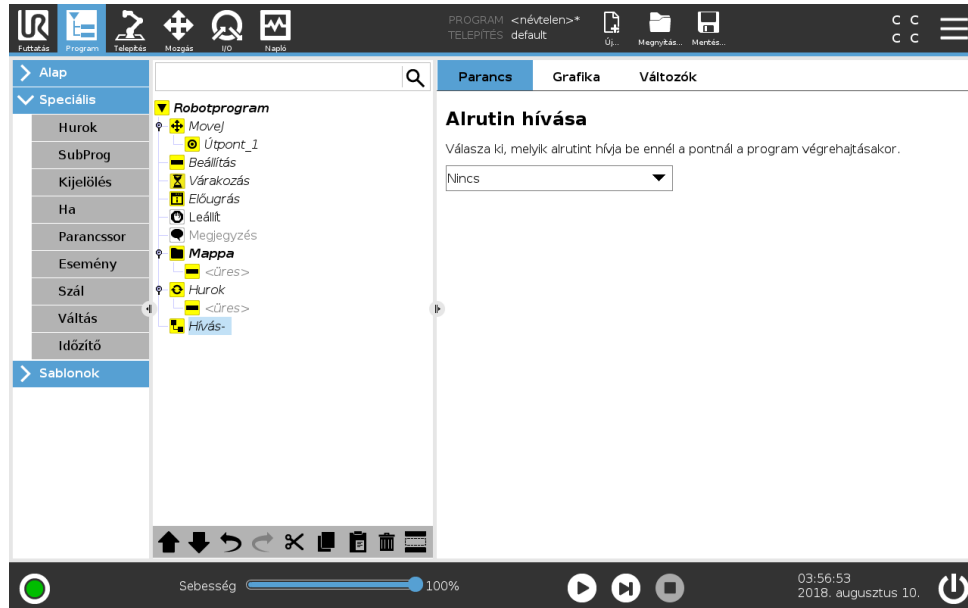 Futtatás
Program
Telepítés
Mozgás
I/O
Napló
PROGRAM <névtelen>*
TELEPÍTÉS default
Új...
Megnyitás...
Mentés...
C C
C C
Alap
Speciális
Hurok
SubProg
Kijelölés
Ha
Parancssor
Esemény
Szál
Váltás
Időzítő
Sablonok
Robotprogram
MoveJ
Útpont_1
Beállítás
Várakozás
Előugrás
Leállít
Megjegyzés
Mappa
<üres>
Hurok
<üres>
Hívás-
Parancs
Grafika
Változók
Alrutin hívása
Válasza ki, melyik alrutint hívja be ennél a pontnál a program végrehajtásakor.
Nincs
Sebesség
100%
03:56:53
2018. augusztus 10.